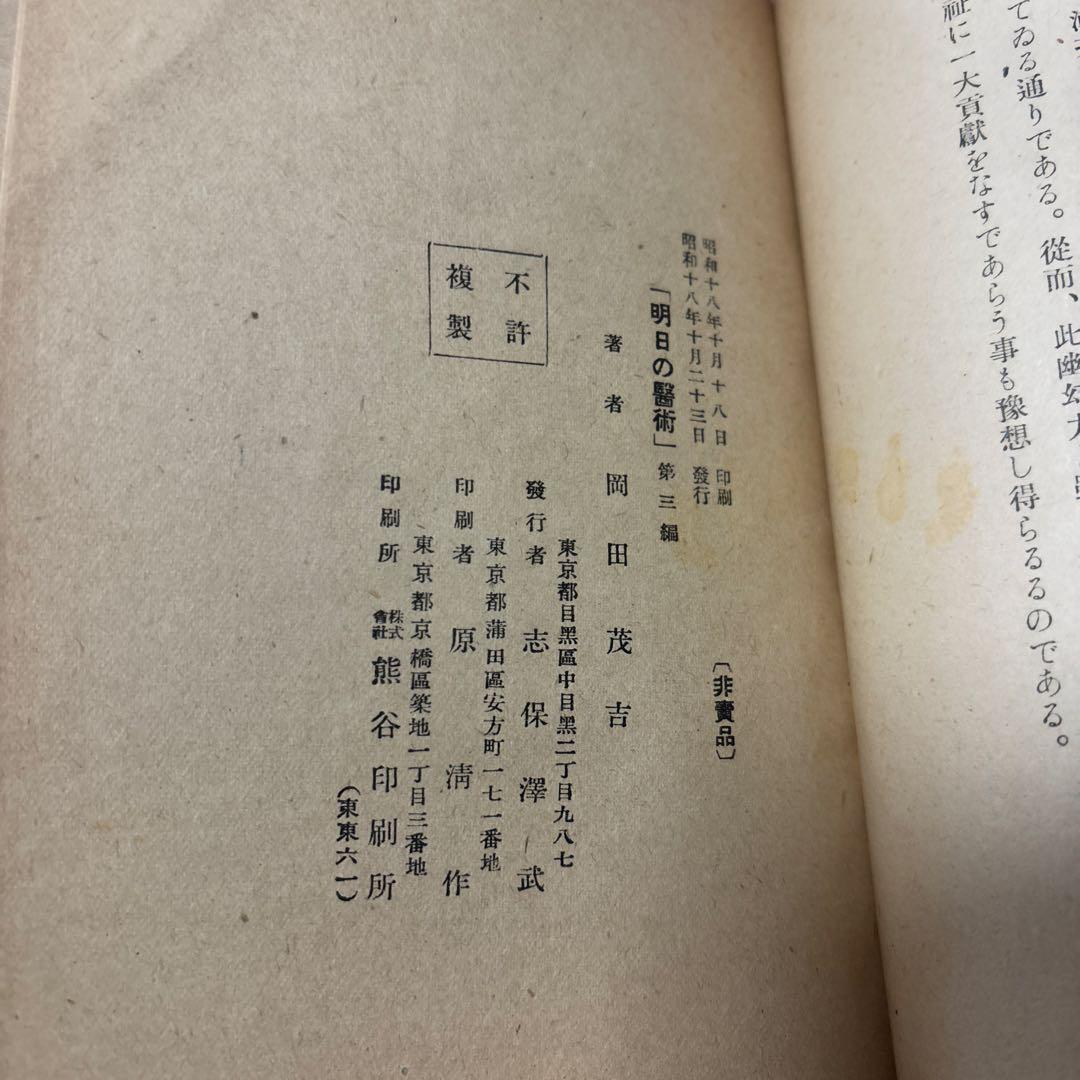 てゐる通りである。從而、此幽幻
に一大貢獻をなすであらう事も豫想し得らるるのである。
昭和十八年十月十八日 印刷
昭和十八年十月二十三日 發行
〔非賣品〕
「明日の醫術」第三編
著者 岡田茂吉
東京都目黑區中目黑二丁目九八七
發行者 志保澤武
東京都蒲田區安方町一七一番地
印刷者 原清作
東京都京橋區築地一丁目三番地
印刷所 株式會社 熊谷印刷所
(東東六一)
不許
複製